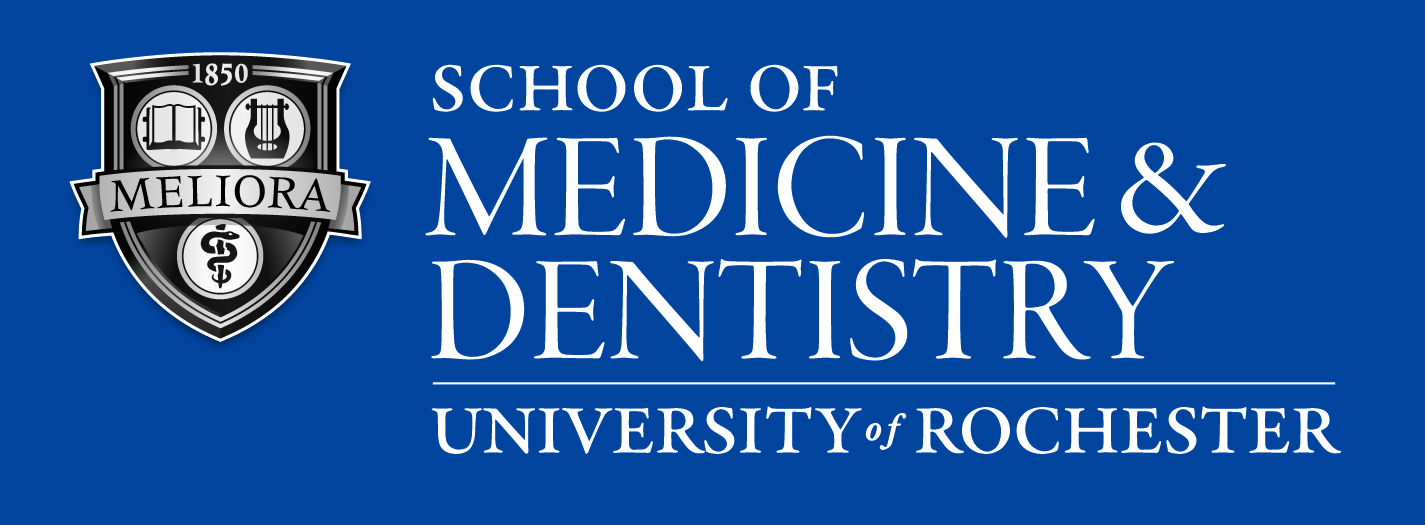 1850
MELIORA
SCHOOL OF
MEDICINE &
DENTISTRY
UNIVERSITY of ROCHESTER